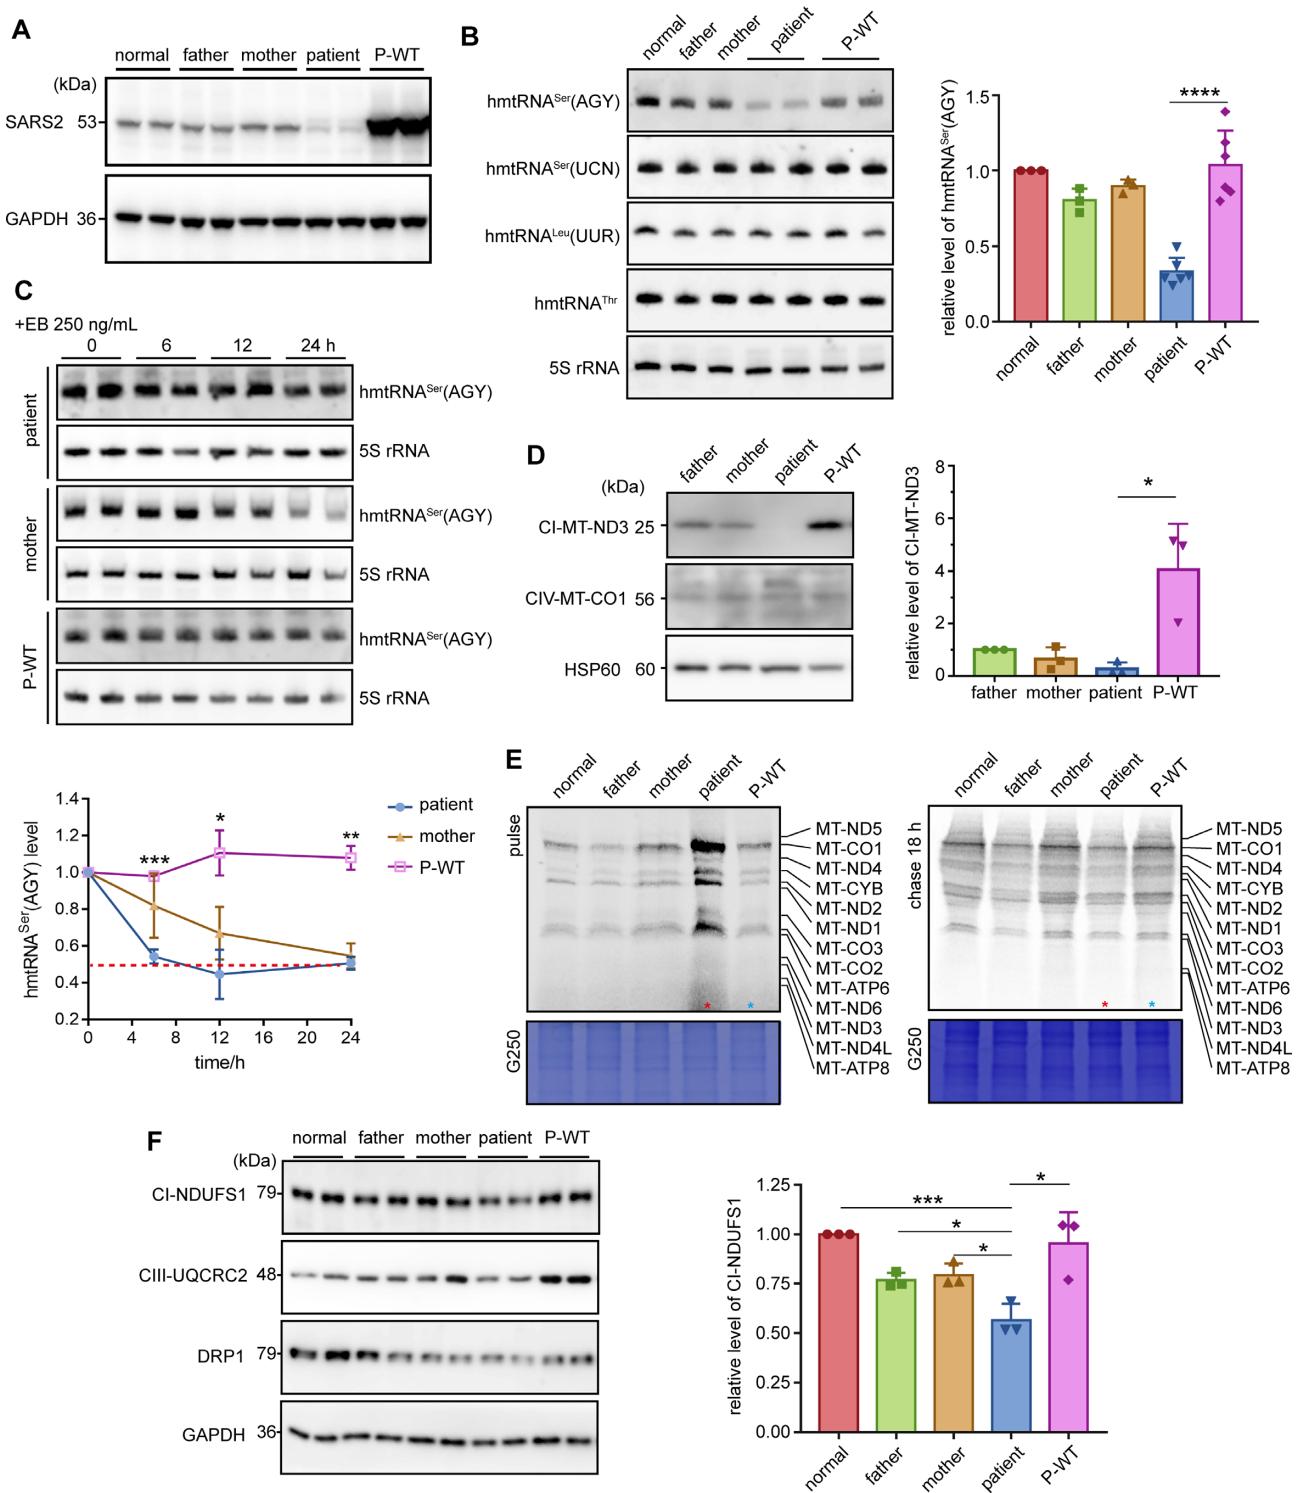 A
normal father mother patient P-WT
(kDa)
SARS2 53
GAPDH 36
B
normal father mother patient P-WT
hmtRNASer(AGY)
hmtRNASer(UCN)
hmtRNALeu(UUR)
hmtRNAThr
5S rRNA
relative level of hmtRNASer(AGY)
1.5
1.0
0.5
0.0
****
normal father mother patient P-WT
C
+EB 250 ng/mL
0 6 12 24 h
patient
hmtRNASer(AGY)
5S rRNA
mother
hmtRNASer(AGY)
5S rRNA
P-WT
hmtRNASer(AGY)
5S rRNA
hmtRNASer(AGY) level
1.4
1.2
1.0
0.8
0.6
0.4
0.2
0 4 8 12 16 20 24
time/h
***
*
**
patient
mother
P-WT
D
father mother patient P-WT
(kDa)
CI-MT-ND3 25
CIV-MT-CO1 56
HSP60 60
relative level of CI-MT-ND3
8
6
4
2
0
*
father mother patient P-WT
E
normal father mother patient P-WT
pulse
MT-ND5
MT-CO1
MT-ND4
MT-CYB
MT-ND2
MT-ND1
MT-CO3
MT-CO2
MT-ATP6
MT-ND6
MT-ND3
MT-ND4L
MT-ATP8
* *
G250
normal father mother patient P-WT
chase 18 h
MT-ND5
MT-CO1
MT-ND4
MT-CYB
MT-ND2
MT-ND1
MT-CO3
MT-CO2
MT-ATP6
MT-ND6
MT-ND3
MT-ND4L
MT-ATP8
* *
G250
F
normal father mother patient P-WT
(kDa)
CI-NDUFS1 79
CIII-UQCRC2 48
DRP1 79
GAPDH 36
relative level of CI-NDUFS1
1.25
1.00
0.75
0.50
0.25
0.00
***
*
*
*
normal father mother patient P-WT